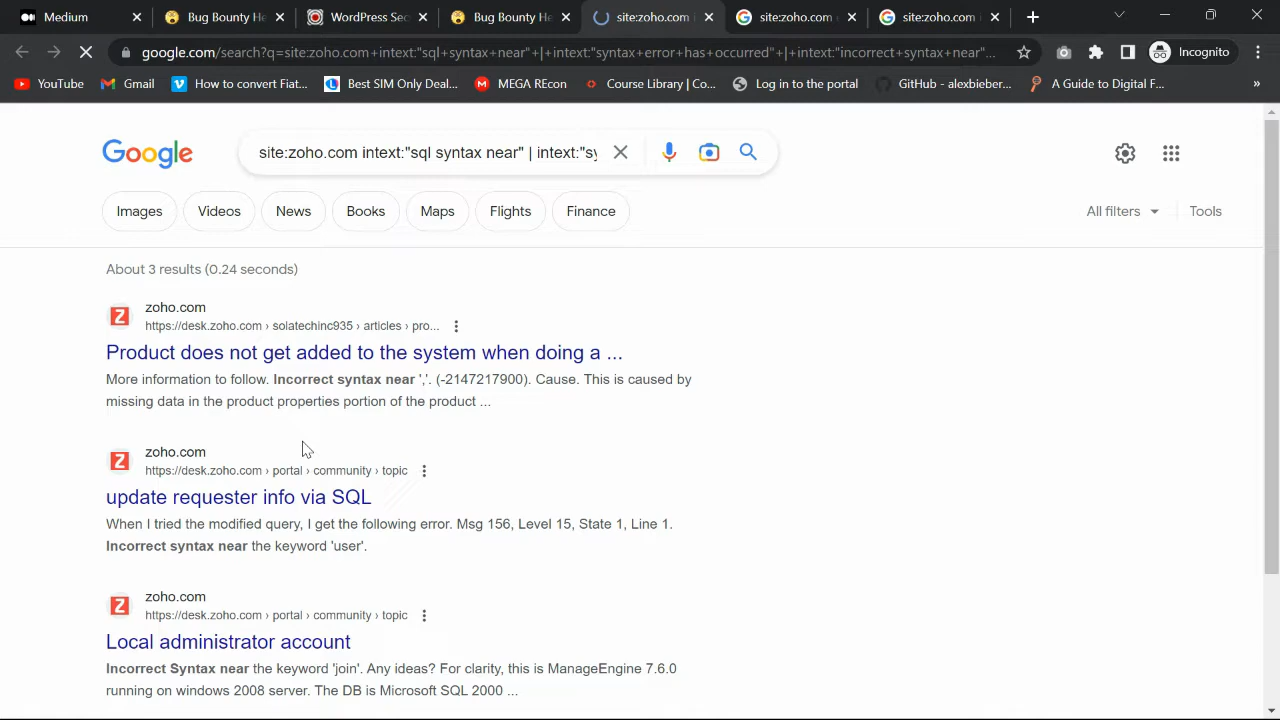 Medium
Bug Bounty He
WordPress Sec
Bug Bounty He
site:zoho.com
site:zoho.com
site:zoho.com
google.com/search?q=site:zoho.com+intext:"sql+syntax+near"+|+intext:"syntax+error+has+occurred"+|+intext:"incorrect+syntax+near"...
Incognito
YouTube
Gmail
How to convert Fiat...
Best SIM Only Deal...
MEGA REcon
Course Library | Co...
Log in to the portal
GitHub - alexbieber...
A Guide to Digital F...
»
Google
site:zoho.com intext:"sql syntax near" | intext:"sy
Images
Videos
News
Books
Maps
Flights
Finance
All filters
Tools
About 3 results (0.24 seconds)
zoho.com
https://desk.zoho.com › solatechinc935 › articles › pro...
Product does not get added to the system when doing a ...
More information to follow. Incorrect syntax near ','. (-2147217900). Cause. This is caused by
missing data in the product properties portion of the product ...
zoho.com
https://desk.zoho.com › portal › community › topic
update requester info via SQL
When I tried the modified query, I get the following error. Msg 156, Level 15, State 1, Line 1.
Incorrect syntax near the keyword 'user'.
zoho.com
https://desk.zoho.com › portal › community › topic
Local administrator account
Incorrect Syntax near the keyword 'join'. Any ideas? For clarity, this is ManageEngine 7.6.0
running on windows 2008 server. The DB is Microsoft SQL 2000 ...